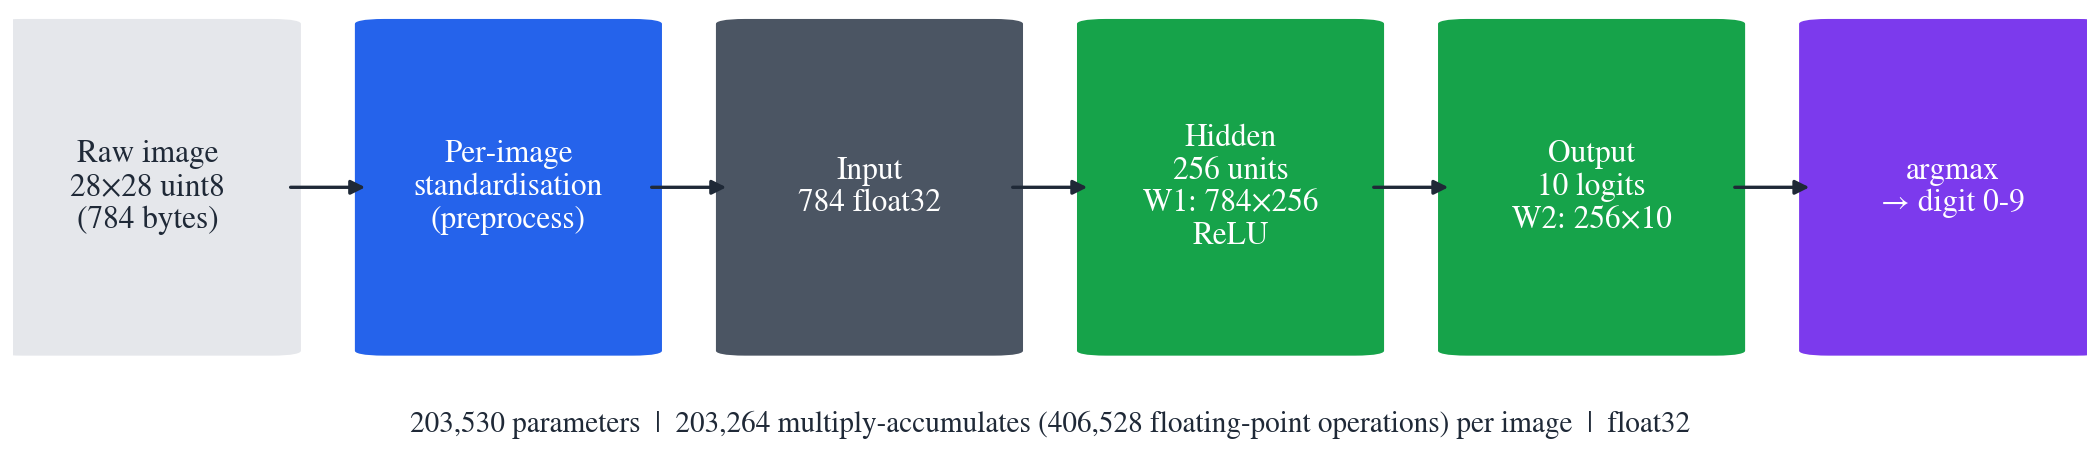 Raw image
28×28 uint8
(784 bytes)
Per-image
standardisation
(preprocess)
Input
784 float32
Hidden
256 units
W1: 784×256
ReLU
Output
10 logits
W2: 256×10
argmax
→ digit 0-9
203,530 parameters | 203,264 multiply-accumulates (406,528 floating-point operations) per image | float32